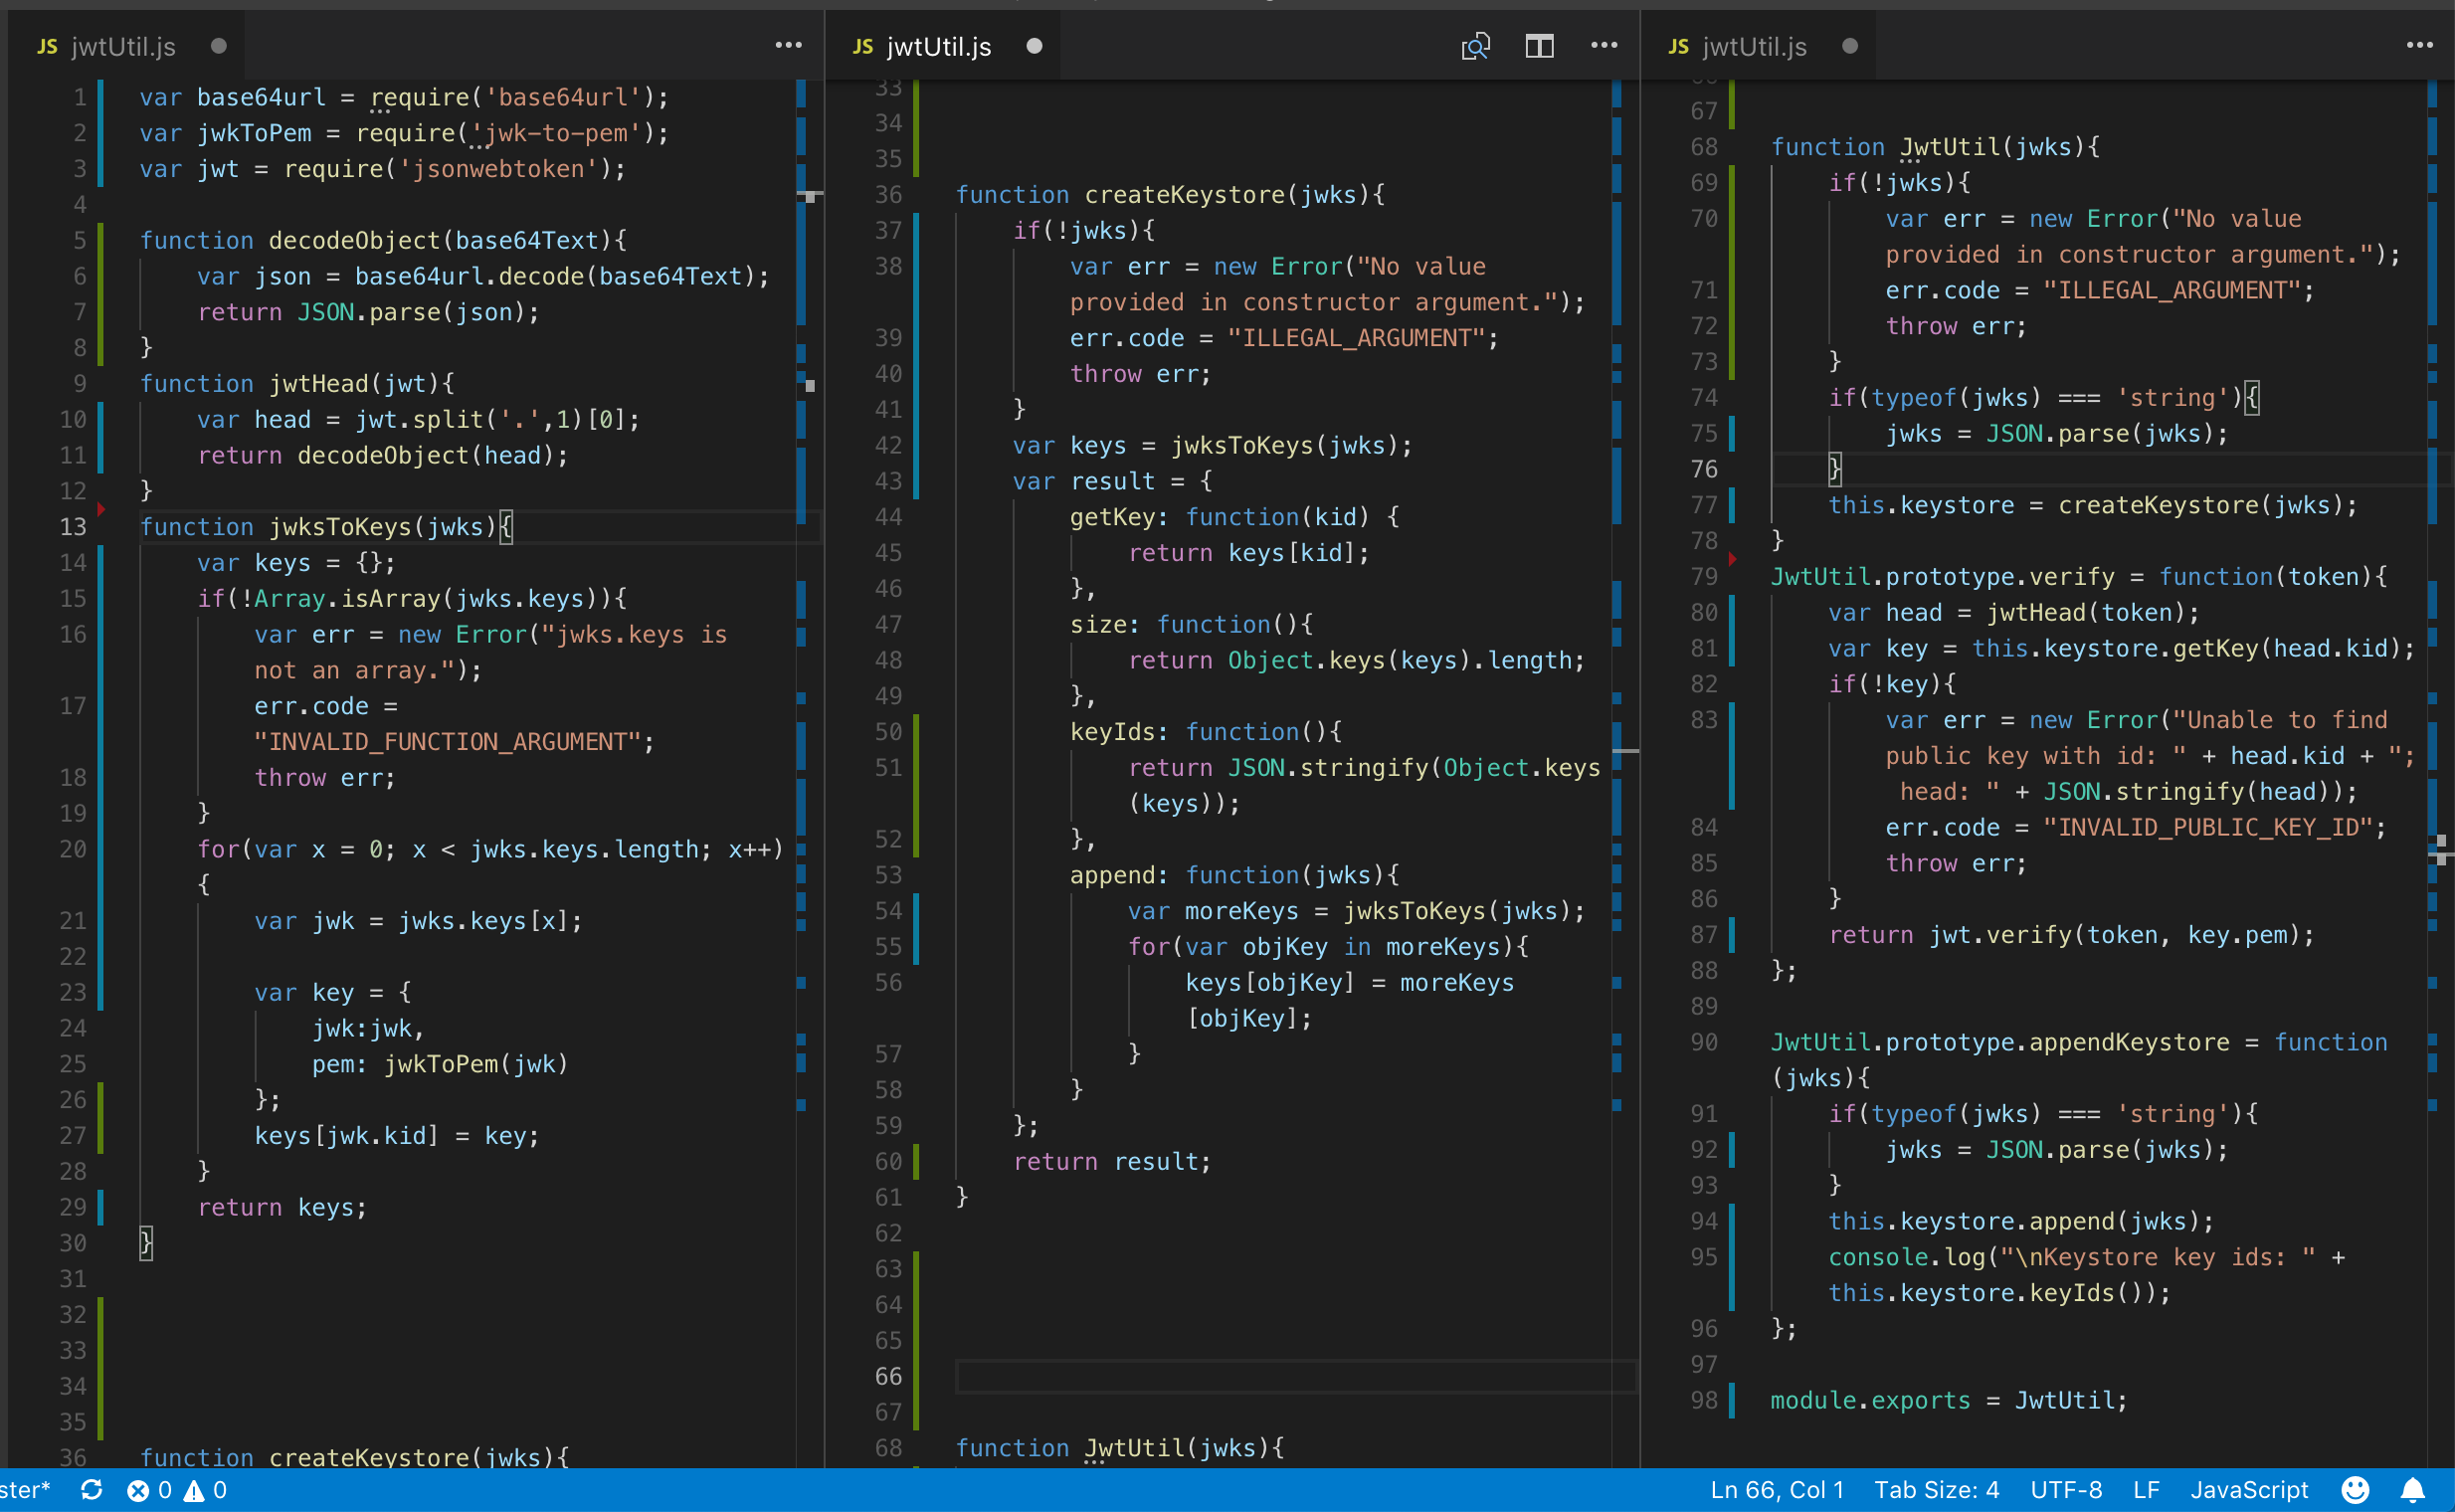 JS jwtUtil.js
1 var base64url = require('base64url');
2 var jwkToPem = require('jwk-to-pem');
3 var jwt = require('jsonwebtoken');
4
5 function decodeObject(base64Text){
6 var json = base64url.decode(base64Text);
7 return JSON.parse(json);
8 }
9 function jwtHead(jwt){
10 var head = jwt.split('.',1)[0];
11 return decodeObject(head);
12 }
13 function jwksToKeys(jwks){
14 var keys = {};
15 if(!Array.isArray(jwks.keys)){
16 var err = new Error("jwks.keys is
not an array.");
17 err.code =
"INVALID_FUNCTION_ARGUMENT";
18 throw err;
19 }
20 for(var x = 0; x < jwks.keys.length; x++)
{
21 var jwk = jwks.keys[x];
22
23 var key = {
24 jwk:jwk,
25 pem: jwkToPem(jwk)
26 };
27 keys[jwk.kid] = key;
28 }
29 return keys;
30 }
31
32
33
34
35
36 function createKeystore(jwks){
JS jwtUtil.js
33
34
35
36 function createKeystore(jwks){
37 if(!jwks){
38 var err = new Error("No value
provided in constructor argument.");
39 err.code = "ILLEGAL_ARGUMENT";
40 throw err;
41 }
42 var keys = jwksToKeys(jwks);
43 var result = {
44 getKey: function(kid) {
45 return keys[kid];
46 },
47 size: function(){
48 return Object.keys(keys).length;
49 },
50 keyIds: function(){
51 return JSON.stringify(Object.keys
(keys));
52 },
53 append: function(jwks){
54 var moreKeys = jwksToKeys(jwks);
55 for(var objKey in moreKeys){
56 keys[objKey] = moreKeys
[objKey];
57 }
58 }
59 };
60 return result;
61 }
62
63
64
65
66
67
68 function JwtUtil(jwks){
JS jwtUtil.js
67
68 function JwtUtil(jwks){
69 if(!jwks){
70 var err = new Error("No value
provided in constructor argument.");
71 err.code = "ILLEGAL_ARGUMENT";
72 throw err;
73 }
74 if(typeof(jwks) === 'string'){
75 jwks = JSON.parse(jwks);
76 }
77 this.keystore = createKeystore(jwks);
78 }
79 JwtUtil.prototype.verify = function(token){
80 var head = jwtHead(token);
81 var key = this.keystore.getKey(head.kid);
82 if(!key){
83 var err = new Error("Unable to find
public key with id: " + head.kid + ";
head: " + JSON.stringify(head));
84 err.code = "INVALID_PUBLIC_KEY_ID";
85 throw err;
86 }
87 return jwt.verify(token, key.pem);
88 };
89
90 JwtUtil.prototype.appendKeystore = function
(jwks){
91 if(typeof(jwks) === 'string'){
92 jwks = JSON.parse(jwks);
93 }
94 this.keystore.append(jwks);
95 console.log("\nKeystore key ids: " +
this.keystore.keyIds());
96 };
97
98 module.exports = JwtUtil;
ster* 0 0 Ln 66, Col 1 Tab Size: 4 UTF-8 LF JavaScript